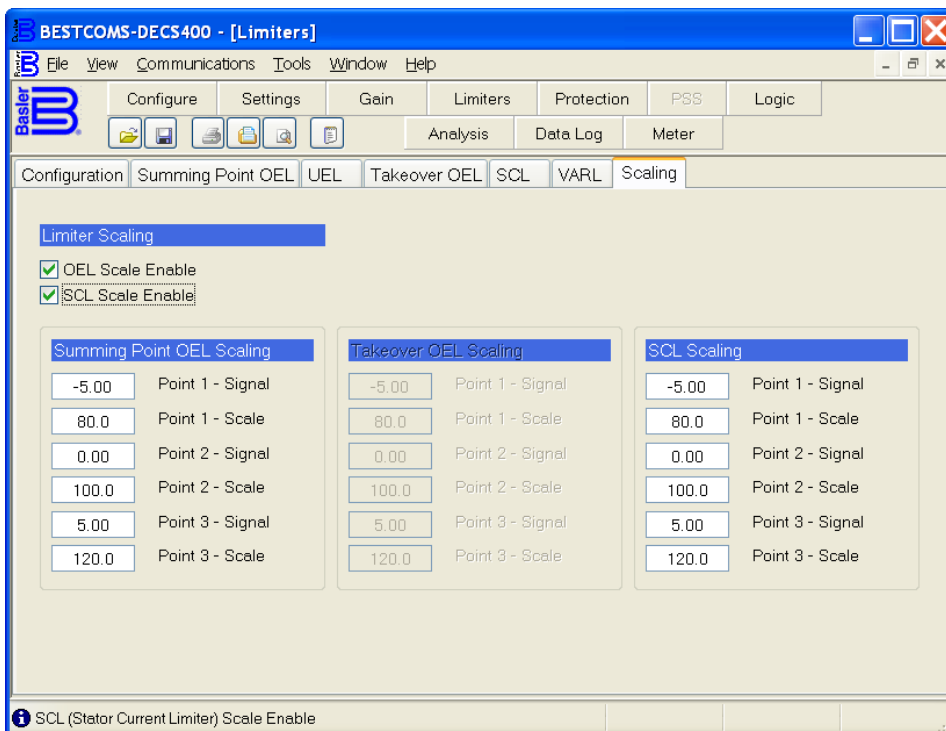 BESTCOMS-DECS400 - [Limiters]
File View Communications Tools Window Help
Basler
Configure Settings Gain Limiters Protection PSS Logic
Analysis Data Log Meter
Configuration Summing Point OEL UEL Takeover OEL SCL VARL Scaling
Limiter Scaling
OEL Scale Enable
SCL Scale Enable
Summing Point OEL Scaling
-5.00 Point 1 - Signal
80.0 Point 1 - Scale
0.00 Point 2 - Signal
100.0 Point 2 - Scale
5.00 Point 3 - Signal
120.0 Point 3 - Scale
Takeover OEL Scaling
-5.00 Point 1 - Signal
80.0 Point 1 - Scale
0.00 Point 2 - Signal
100.0 Point 2 - Scale
5.00 Point 3 - Signal
120.0 Point 3 - Scale
SCL Scaling
-5.00 Point 1 - Signal
80.0 Point 1 - Scale
0.00 Point 2 - Signal
100.0 Point 2 - Scale
5.00 Point 3 - Signal
120.0 Point 3 - Scale
SCL (Stator Current Limiter) Scale Enable